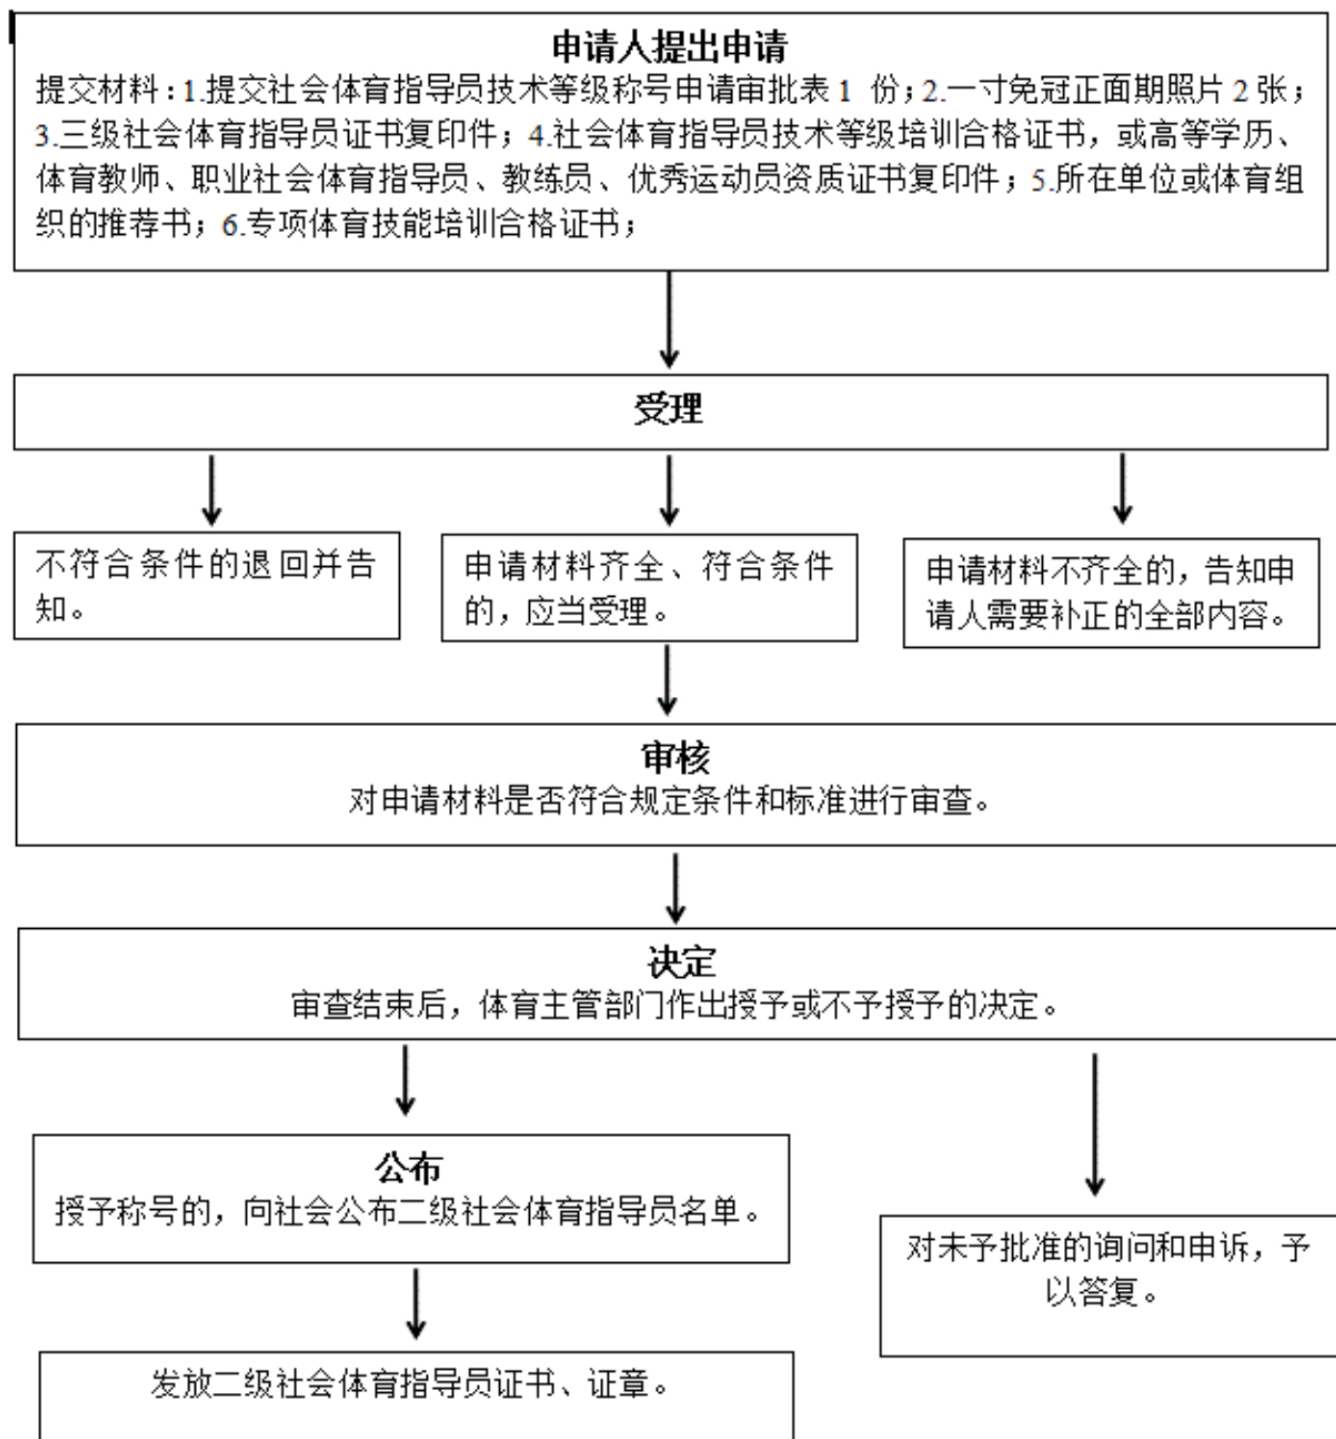 申请人提出申请
提交材料：1.提交社会体育指导员技术等级称号申请审批表 1 份；2.一寸免冠正面期照片 2 张；
3.三级社会体育指导员证书复印件；4.社会体育指导员技术等级培训合格证书，或高等学历、
体育教师、职业社会体育指导员、教练员、优秀运动员资质证书复印件；5.所在单位或体育组
织的推荐书；6.专项体育技能培训合格证书；
受理
不符合条件的退回并告
知。
申请材料齐全、符合条件
的，应当受理。
申请材料不齐全的，告知申
请人需要补正的全部内容。
审核
对申请材料是否符合规定条件和标准进行审查。
决定
审查结束后，体育主管部门作出授予或不予授予的决定。
公布
授予称号的，向社会公布二级社会体育指导员名单。
对未予批准的询问和申诉，予
以答复。
发放二级社会体育指导员证书、证章。